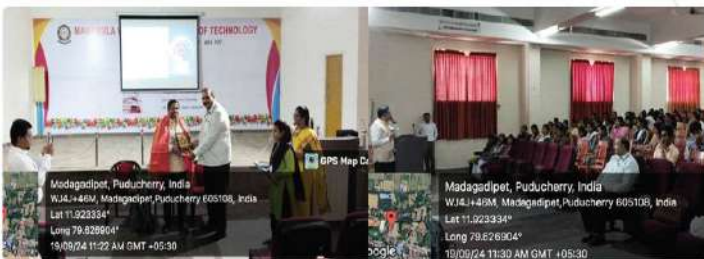 OF TECHNOLOGY
GPS Map Ca
Madagadipet, Puducherry, India
WJ4J+46M, Madagadipet,Puducherry 605108, India
Lat 11.923334°
Long 79.626904°
19/09/24 11:22 AM GMT +05:30
Madagadipet, Puducherry, India
WJ4J+46M, Madagadipet,Puducherry 605108, India
Lat 11.923334°
Long 79.626904°
19/09/24 11:30 AM GMT +05:30